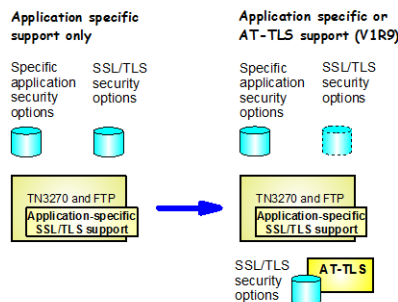 Application specific
support only
Specific
application
security
options
SSL/TLS
security
options
TN3270 and FTP
Application-specific
SSL/TLS support
Application specific or
AT-TLS support (V1R9)
Specific
application
security
options
SSL/TLS
security
options
TN3270 and FTP
Application-specific
SSL/TLS support
SSL/TLS
security
options
AT-TLS